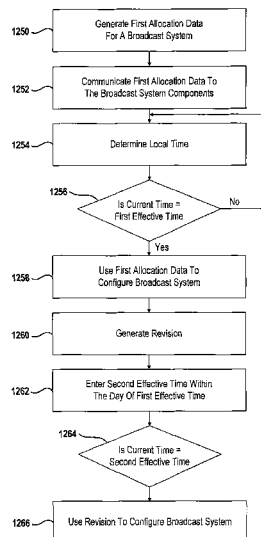 1250
Generate First Allocation Data
For A Broadcast System
1252
Communicate First Allocation Data To
The Broadcast System Components
1254
Determine Local Time
1256
Is Current Time =
First Effective Time
No
Yes
1258
Use First Allocation Data To
Configure Broadcast System
1260
Generate Revision
1262
Enter Second Effective Time Within
The Day Of First Effective Time
1264
Is Current Time =
Second Effective Time
1266
Use Revision To Configure Broadcast System